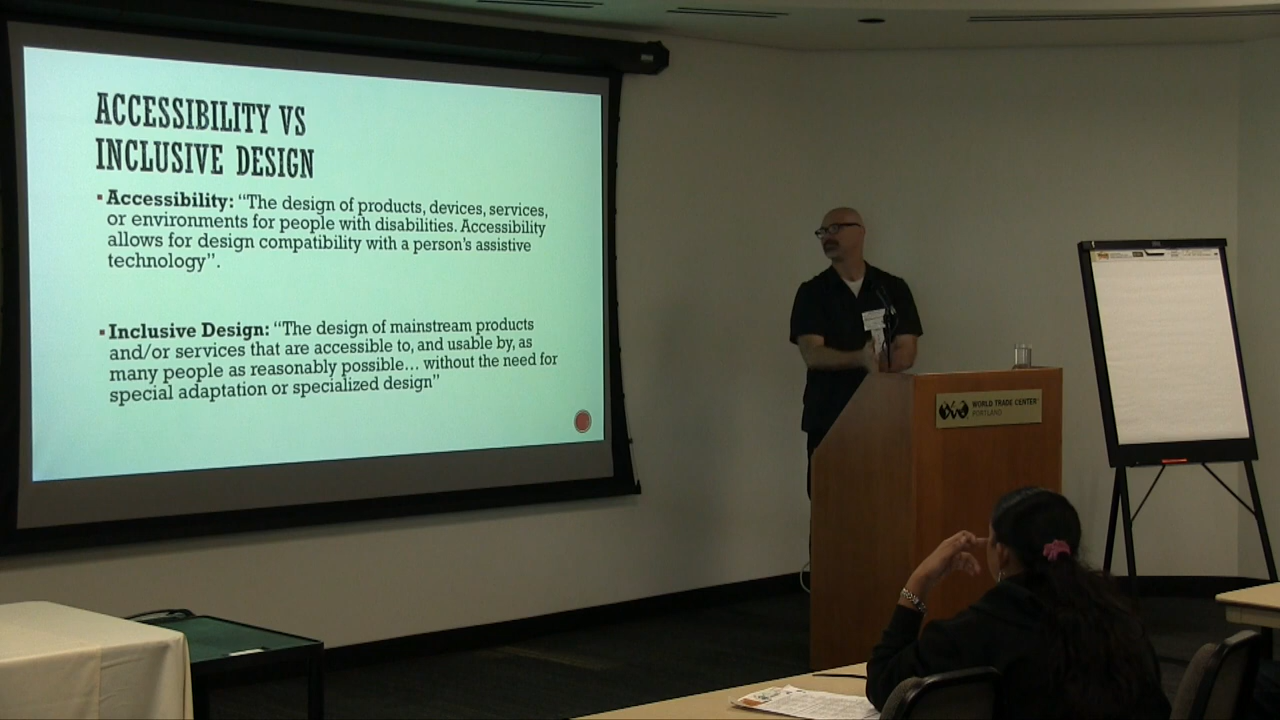 ACCESSIBILITY VS
INCLUSIVE DESIGN
▪ Accessibility: “The design of products, devices, services,
or environments for people with disabilities. Accessibility
allows for design compatibility with a person’s assistive
technology”.
▪ Inclusive Design: “The design of mainstream products
and/or services that are accessible to, and usable by, as
many people as reasonably possible… without the need for
special adaptation or specialized design”
WORLD TRADE CENTER
PORTLAND